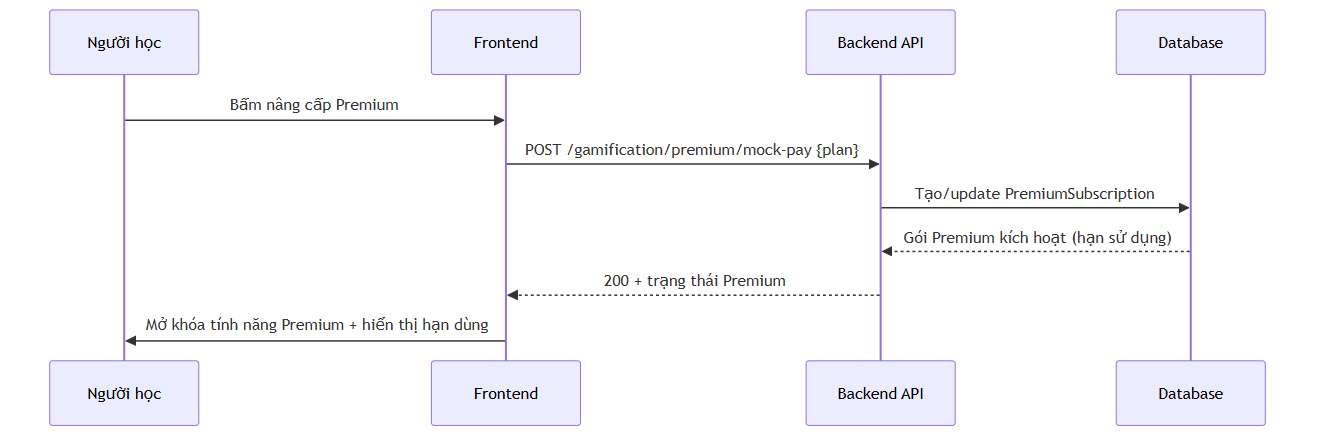 Người học
Frontend
Backend API
Database
Bấm nâng cấp Premium
POST /gamification/premium/mock-pay {plan}
Tạo/update PremiumSubscription
Gói Premium kích hoạt (hạn sử dụng)
200 + trạng thái Premium
Mở khóa tính năng Premium + hiển thị hạn dùng
Người học
Frontend
Backend API
Database